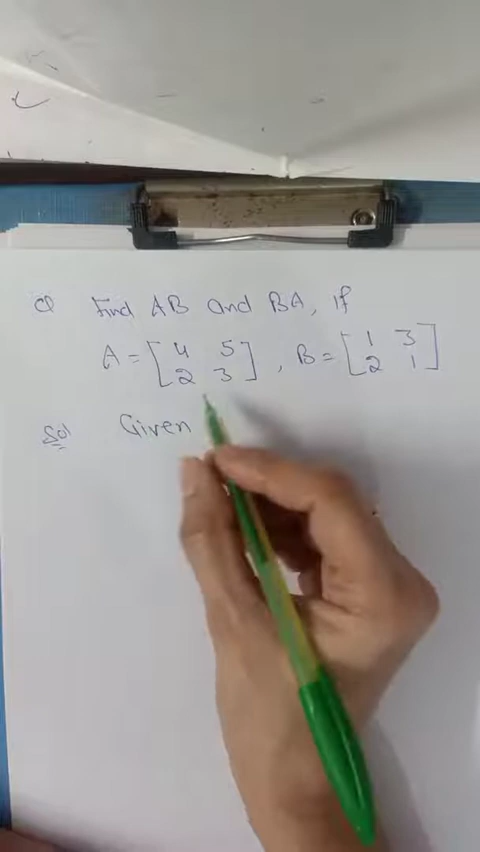 Q Find AB and BA, If
A = [4 5
2 3], B = [1 3
2 1]
Sol Given